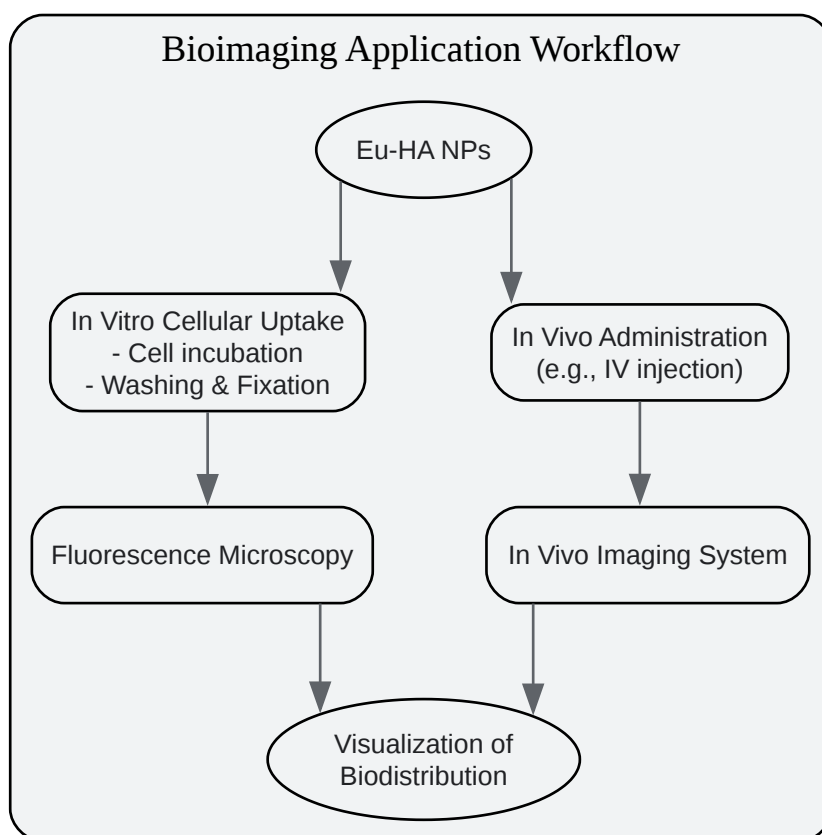 Bioimaging Application Workflow
Eu-HA NPs
In Vitro Cellular Uptake
- Cell incubation
- Washing & Fixation
In Vivo Administration
(e.g., IV injection)
Fluorescence Microscopy
In Vivo Imaging System
Visualization of
Biodistribution